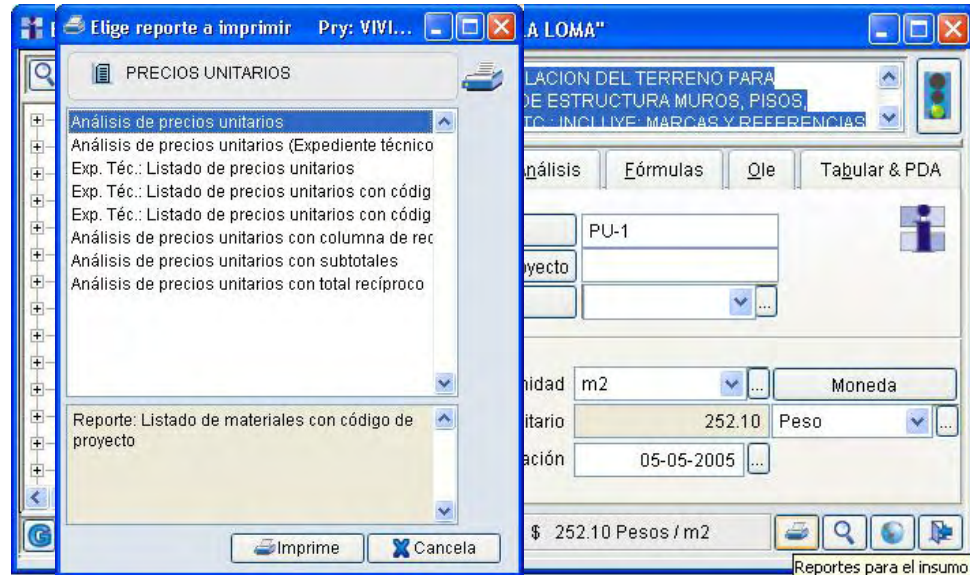 Elige reporte a imprimir Pry: VIVI...
PRECIOS UNITARIOS
Análisis de precios unitarios
Análisis de precios unitarios (Expediente técnico
Exp. Téc.: Listado de precios unitarios
Exp. Téc.: Listado de precios unitarios con códig
Exp. Téc.: Listado de precios unitarios con códig
Análisis de precios unitarios con columna de rec
Análisis de precios unitarios con subtotales
Análisis de precios unitarios con total recíproco
Reporte: Listado de materiales con código de
proyecto
Imprime Cancela
A LOMA"
LACION DEL TERRENO PARA
DE ESTRUCTURA MUROS, PISOS,
TC.; INCLUYE: MARCAS Y REFERENCIAS
nálisis Fórmulas Ole Tabular & PDA
PU-1
oyecto
...
nidad m2 ... Moneda
itario 252.10 Peso ...
ación 05-05-2005 ...
$ 252.10 Pesos / m2
Reportes para el insumo